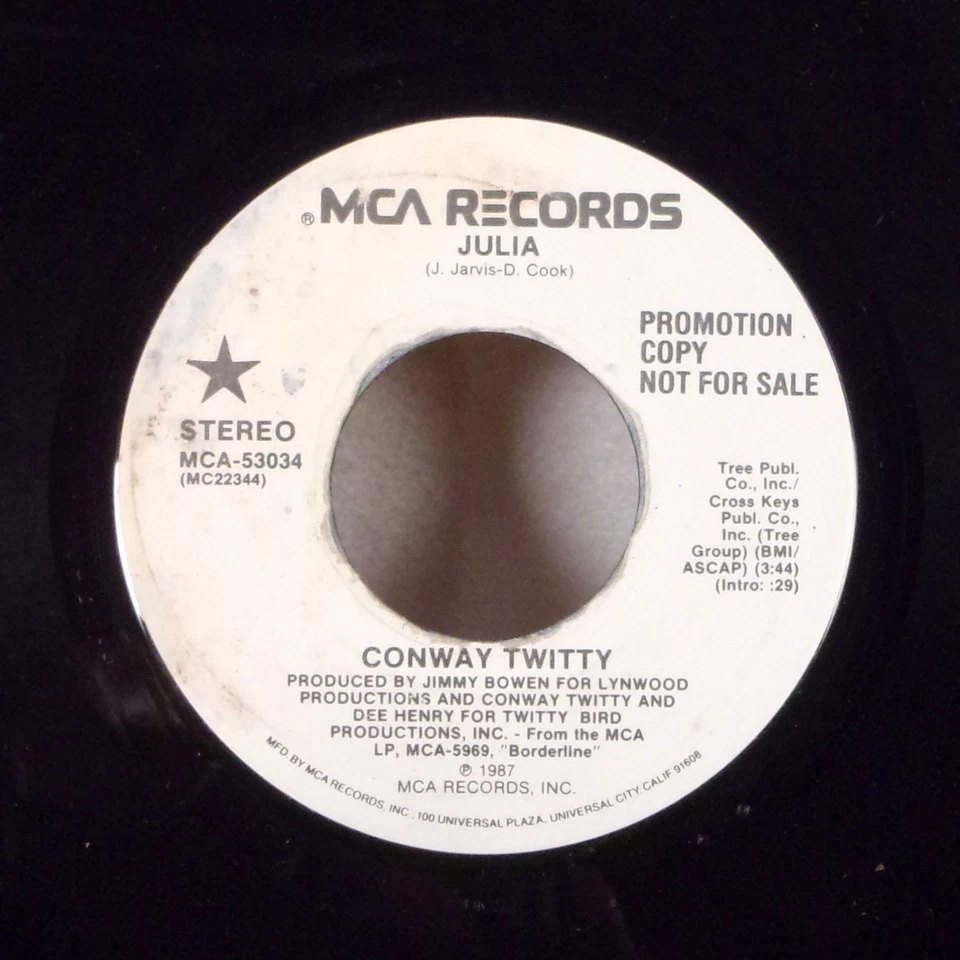 ® MCA RECORDS
JULIA
(J. Jarvis-D. Cook)
PROMOTION
COPY
NOT FOR SALE
STEREO
MCA-53034
(MC22344)
Tree Publ.
Co., Inc./
Cross Keys
Publ. Co.,
Inc. (Tree
Group) (BMI/
ASCAP) (3:44)
(Intro: :29)
CONWAY TWITTY
PRODUCED BY JIMMY BOWEN FOR LYNWOOD
PRODUCTIONS AND CONWAY TWITTY AND
DEE HENRY FOR TWITTY BIRD
PRODUCTIONS, INC. - From the MCA
LP, MCA-5969, "Borderline"
℗ 1987
MCA RECORDS, INC.
MFD. BY MCA RECORDS, INC., 100 UNIVERSAL PLAZA, UNIVERSAL CITY, CALIF. 91608